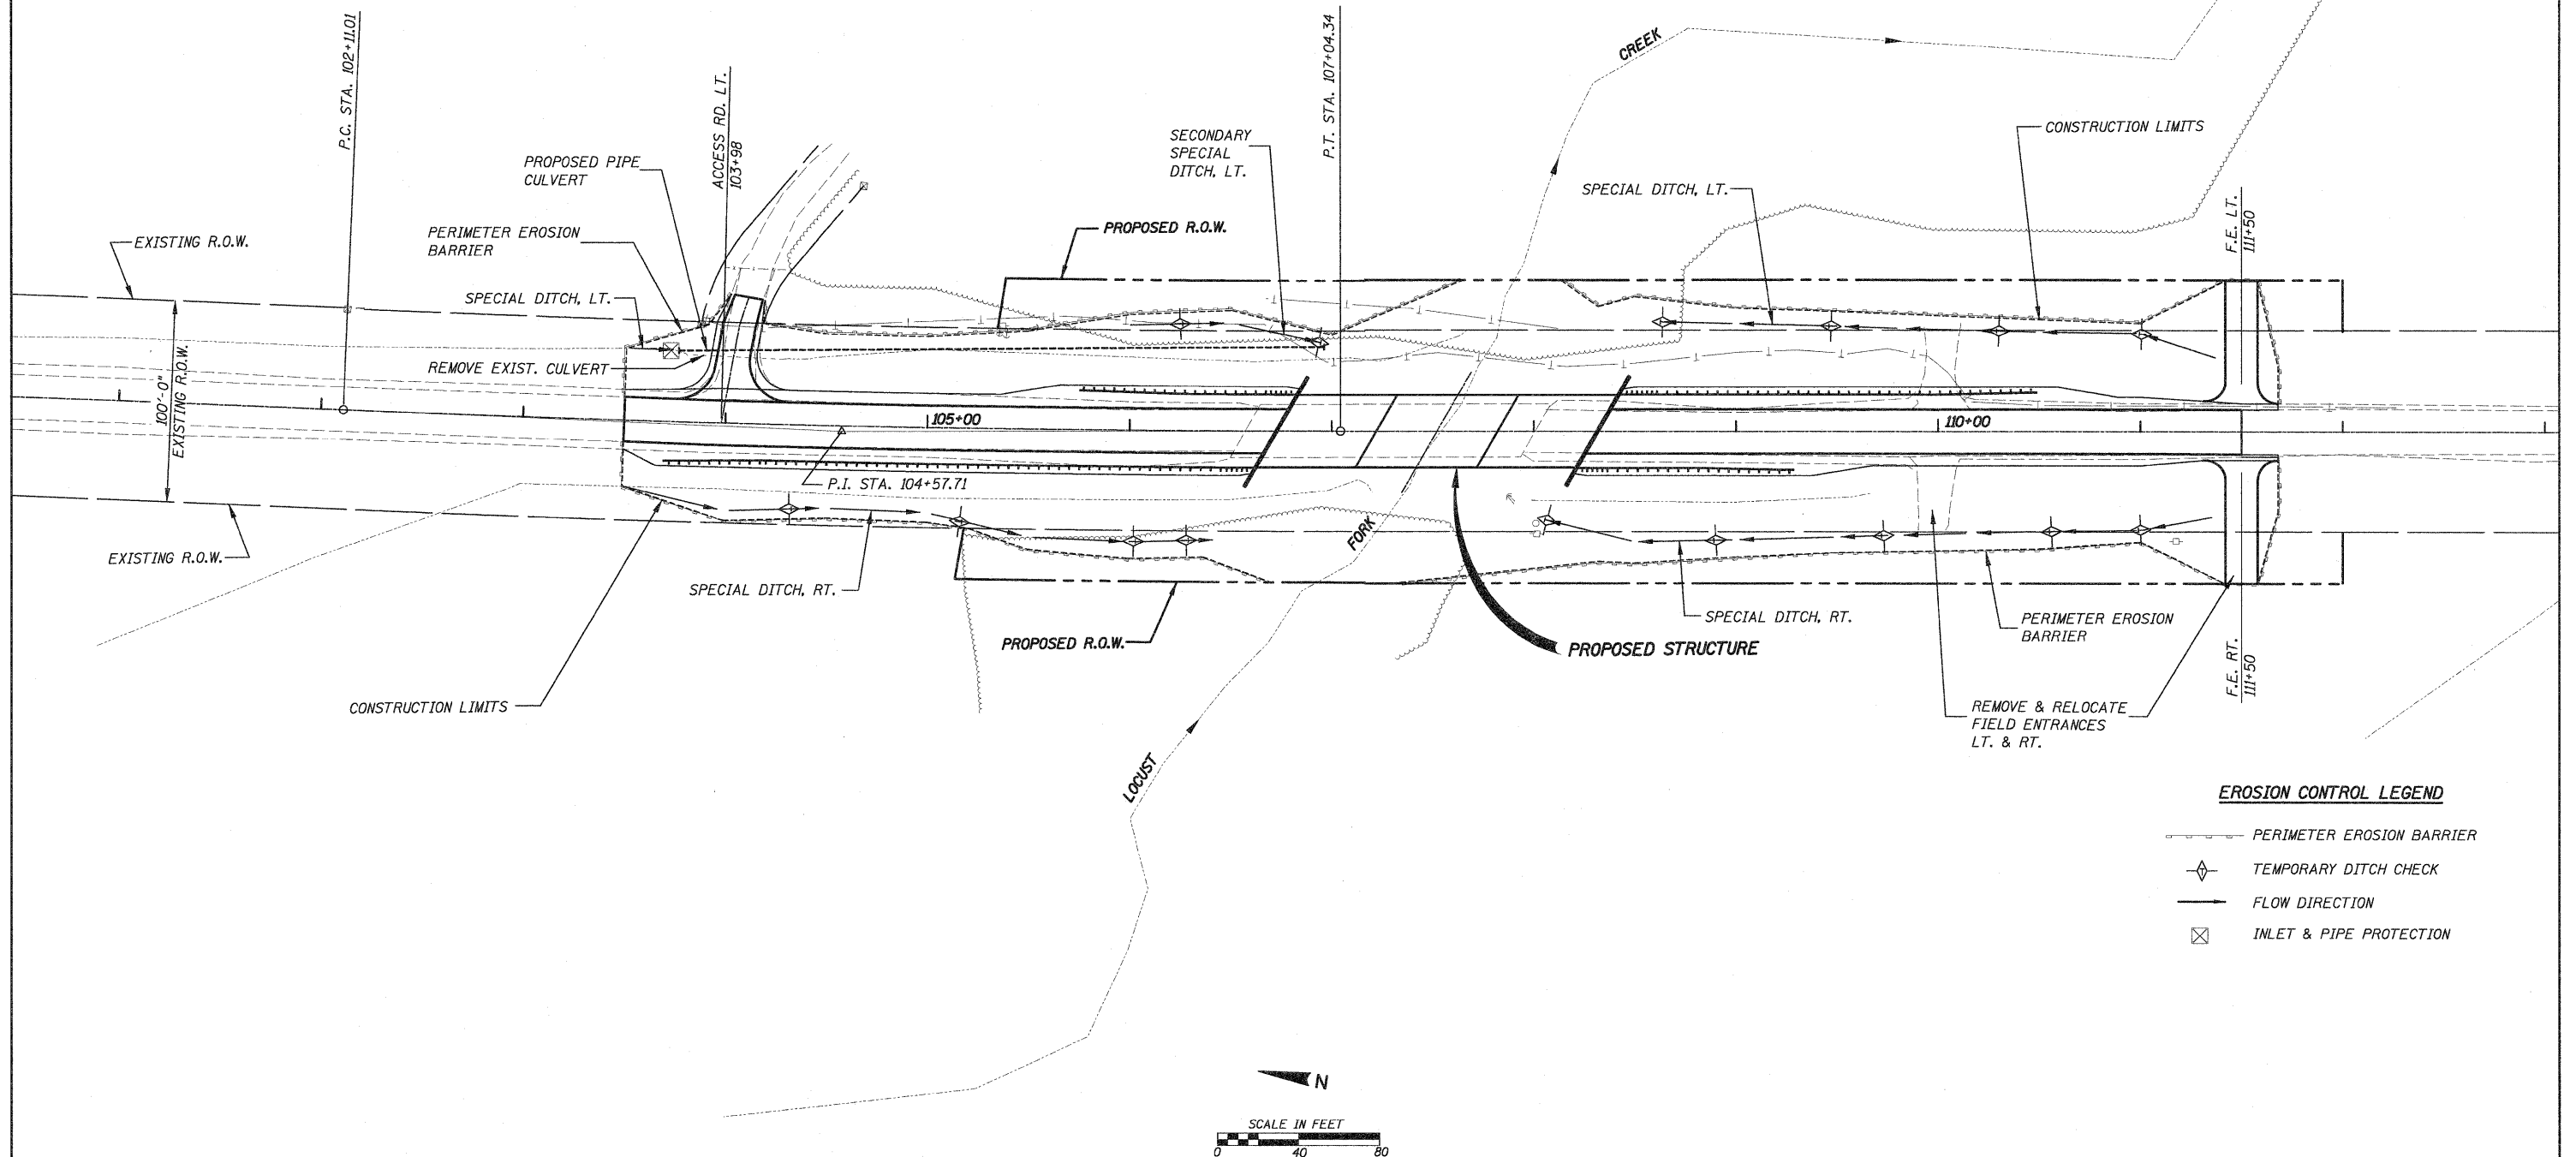 P.C. STA. 102+11.01
ACCESS RD. LT.
103+98
P.T. STA. 107+04.34
CREEK
SECONDARY
SPECIAL
DITCH, LT.
CONSTRUCTION LIMITS
PROPOSED PIPE
CULVERT
SPECIAL DITCH, LT.
F.E. LT.
111+50
EXISTING R.O.W.
PERIMETER EROSION
BARRIER
PROPOSED R.O.W.
SPECIAL DITCH, LT.
REMOVE EXIST. CULVERT
100'-0"
EXISTING R.O.W.
105+00
110+00
P.I. STA. 104+57.71
EXISTING R.O.W.
FORK
SPECIAL DITCH, RT.
PROPOSED R.O.W.
SPECIAL DITCH, RT.
PERIMETER EROSION
BARRIER
PROPOSED STRUCTURE
F.E. RT.
111+50
CONSTRUCTION LIMITS
REMOVE & RELOCATE
FIELD ENTRANCES
LT. & RT.
LOCUST
EROSION CONTROL LEGEND
PERIMETER EROSION BARRIER
TEMPORARY DITCH CHECK
FLOW DIRECTION
INLET & PIPE PROTECTION
N
SCALE IN FEET
0 40 80